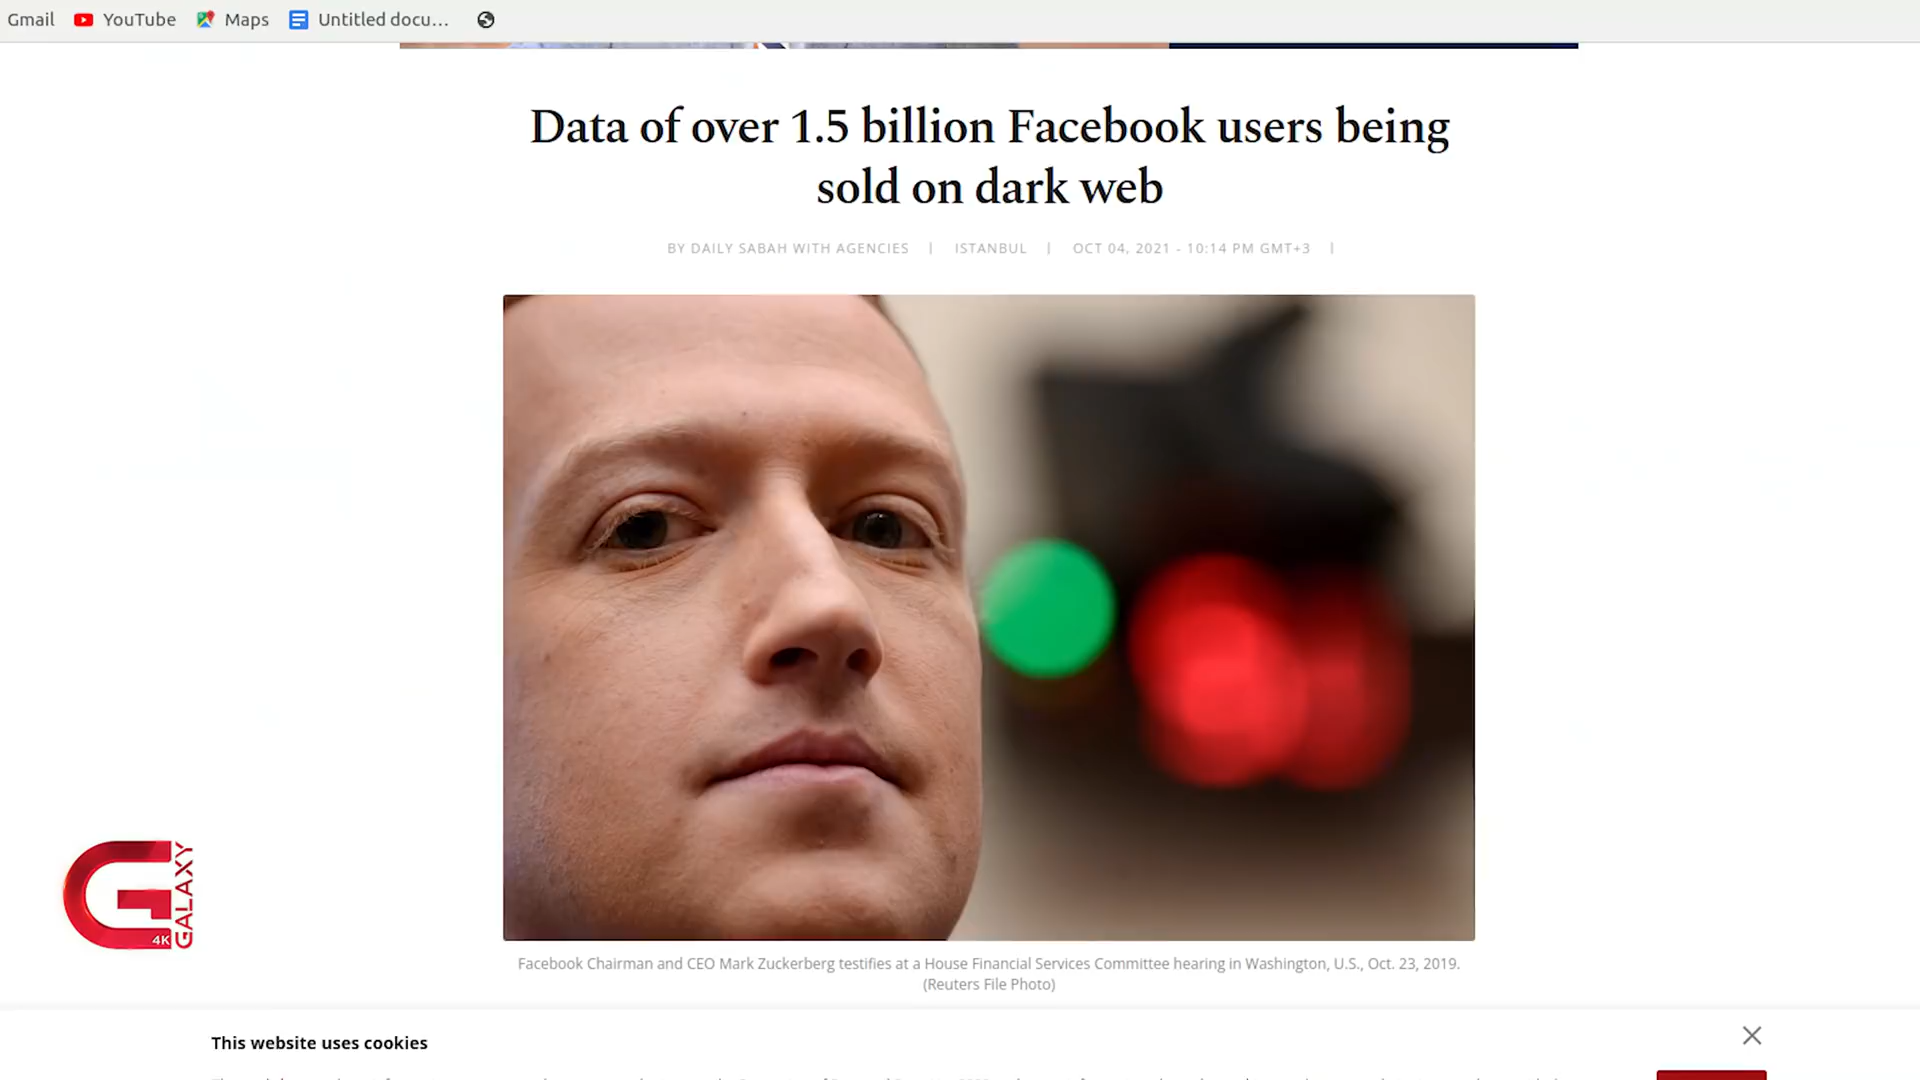 Gmail YouTube Maps Untitled docu...
Data of over 1.5 billion Facebook users being
sold on dark web
BY DAILY SABAH WITH AGENCIES | ISTANBUL | OCT 04, 2021 - 10:14 PM GMT+3 |
GALAXY
4K
Facebook Chairman and CEO Mark Zuckerberg testifies at a House Financial Services Committee hearing in Washington, U.S., Oct. 23, 2019.
(Reuters File Photo)
This website uses cookies